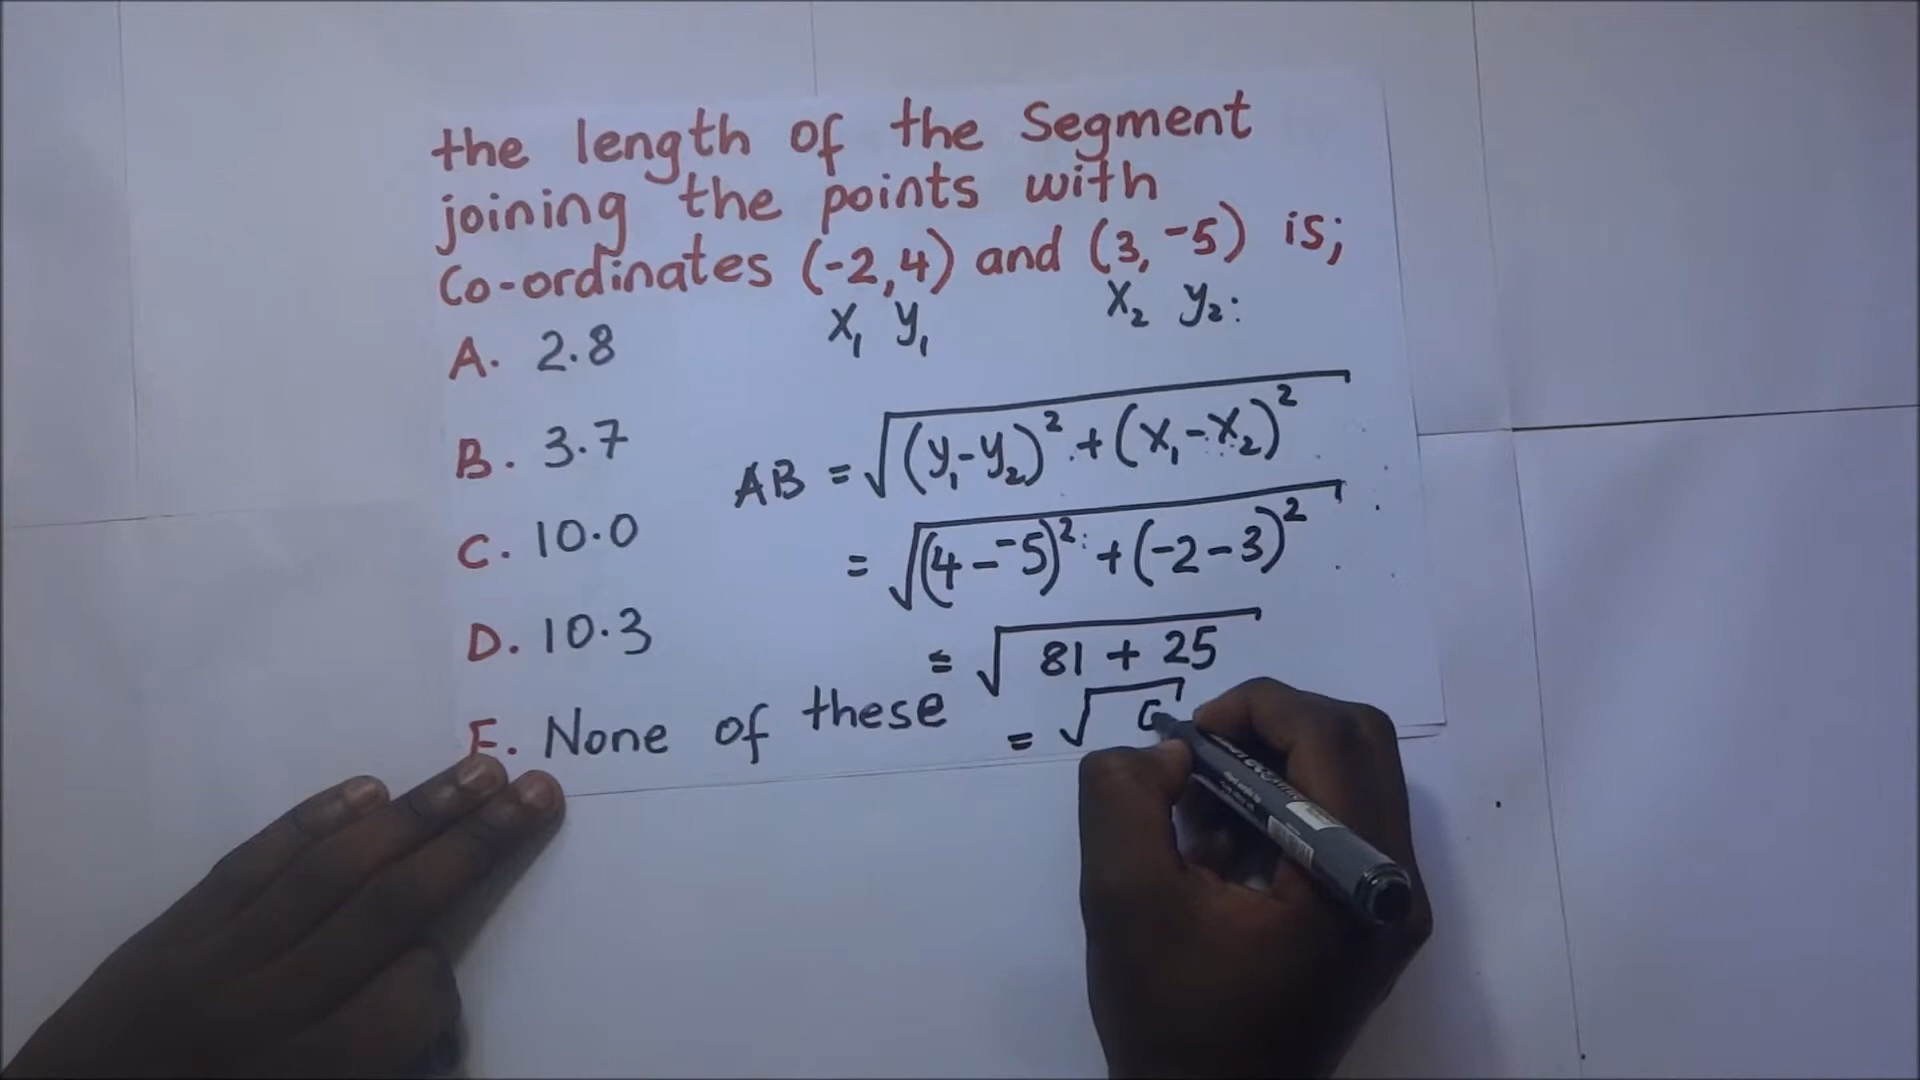 the length of the Segment
joining the points with
Co-ordinates (-2,4) and (3,-5) is;
x₁ y₁ x₂ y₂:
A. 2.8
B. 3.7
AB = √(y₁-y₂)² + (x₁-x₂)²
C. 10.0
= √(4--5)² + (-2-3)²
D. 10.3
= √81 + 25
E. None of these
= √